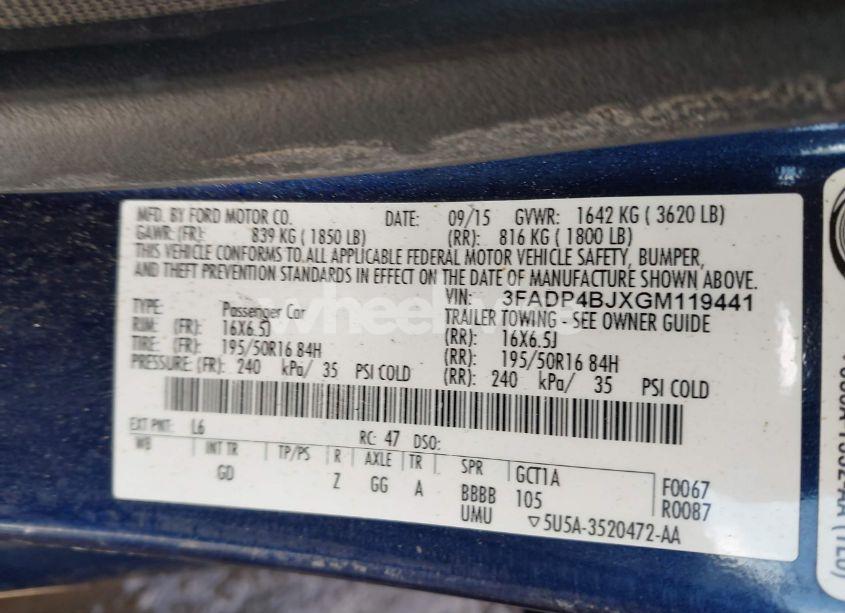 MFD. BY FORD MOTOR CO. DATE: 09/15 GVWR: 1642 KG ( 3620 LB)
GAWR: (FR): 839 KG ( 1850 LB) (RR): 816 KG ( 1800 LB)
THIS VEHICLE CONFORMS TO ALL APPLICABLE FEDERAL MOTOR VEHICLE SAFETY, BUMPER,
AND THEFT PREVENTION STANDARDS IN EFFECT ON THE DATE OF MANUFACTURE SHOWN ABOVE.
VIN: 3FADP4BJXGM119441
TYPE: Passenger Car TRAILER TOWING - SEE OWNER GUIDE
RIM: (FR): 16X6.5J (RR): 16X6.5J
TIRE: (FR): 195/50R16 84H (RR): 195/50R16 84H
PRESSURE: (FR): 240 kPa/ 35 PSI COLD (RR): 240 kPa/ 35 PSI COLD
EXT PNT: L6 RC: 47 DSO:
WB INT TR TP/PS R AXLE TR SPR GCT1A F0067
GD Z GG A BBBB 105 R0087
UMU ▽5U5A-3520472-AA